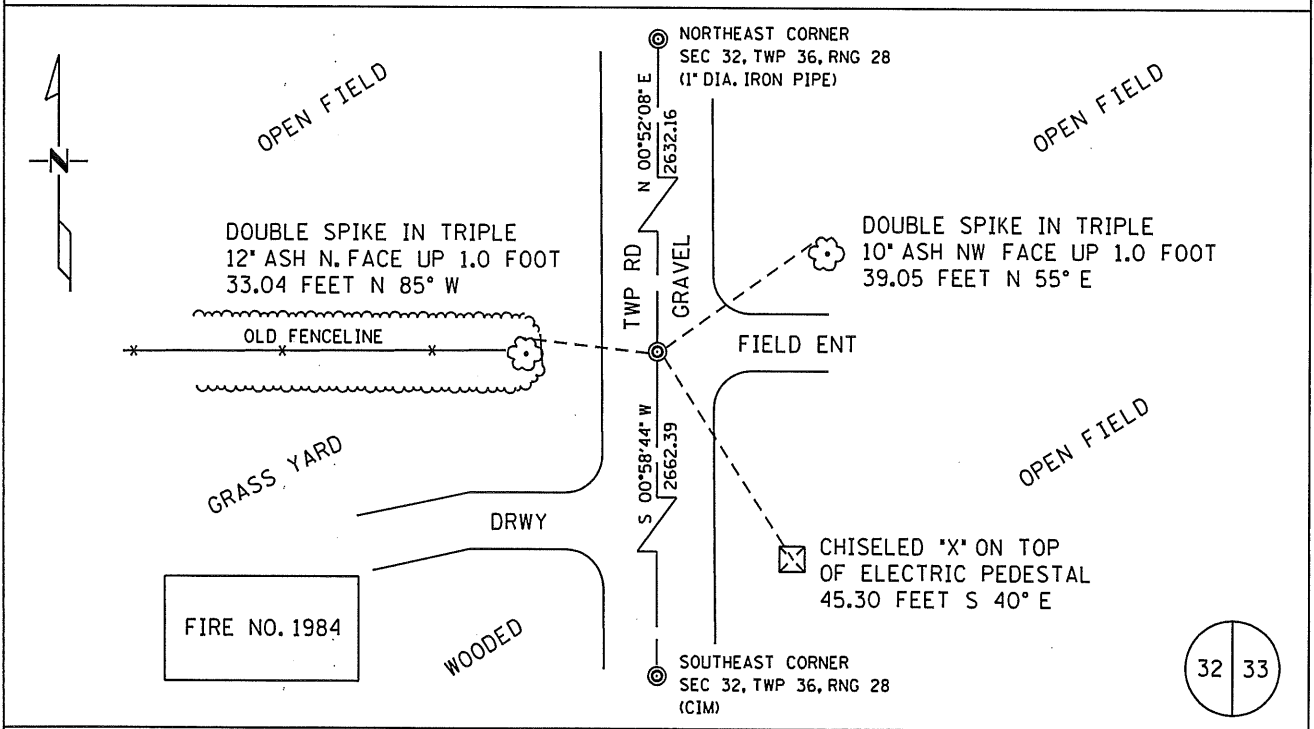 NORTHEAST CORNER
SEC 32, TWP 36, RNG 28
(1" DIA. IRON PIPE)
OPEN FIELD
OPEN FIELD
N
N 00°52'08" E
2632.16
DOUBLE SPIKE IN TRIPLE
12" ASH N. FACE UP 1.0 FOOT
33.04 FEET N 85° W
DOUBLE SPIKE IN TRIPLE
10" ASH NW FACE UP 1.0 FOOT
39.05 FEET N 55° E
TWP RD
GRAVEL
OLD FENCELINE
FIELD ENT
S 00°58'44" W
2662.39
OPEN FIELD
GRASS YARD
DRWY
CHISELED "X" ON TOP
OF ELECTRIC PEDESTAL
45.30 FEET S 40° E
FIRE NO. 1984
WOODED
SOUTHEAST CORNER
SEC 32, TWP 36, RNG 28
(CIM)
32 33